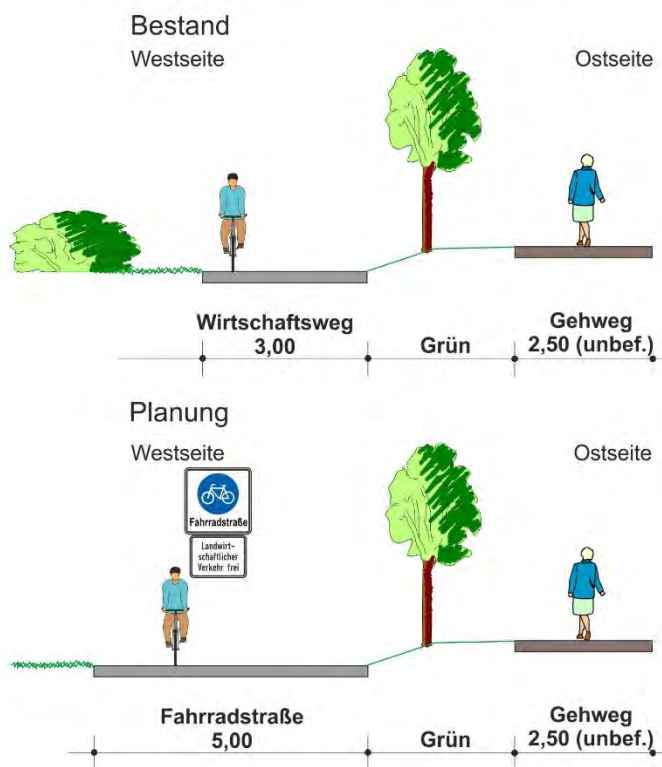 Bestand
Westseite
Ostseite
Wirtschaftsweg
3,00
Grün
Gehweg
2,50 (unbef.)
Planung
Westseite
Ostseite
Fahrradstraße
Landwirt-
schaftlicher
Verkehr frei
Fahrradstraße
5,00
Grün
Gehweg
2,50 (unbef.)